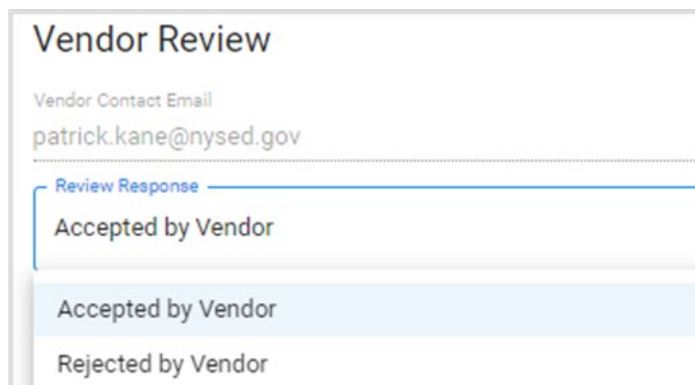 Vendor Review
Vendor Contact Email
patrick.kane@nysed.gov
Review Response
Accepted by Vendor
Accepted by Vendor
Rejected by Vendor